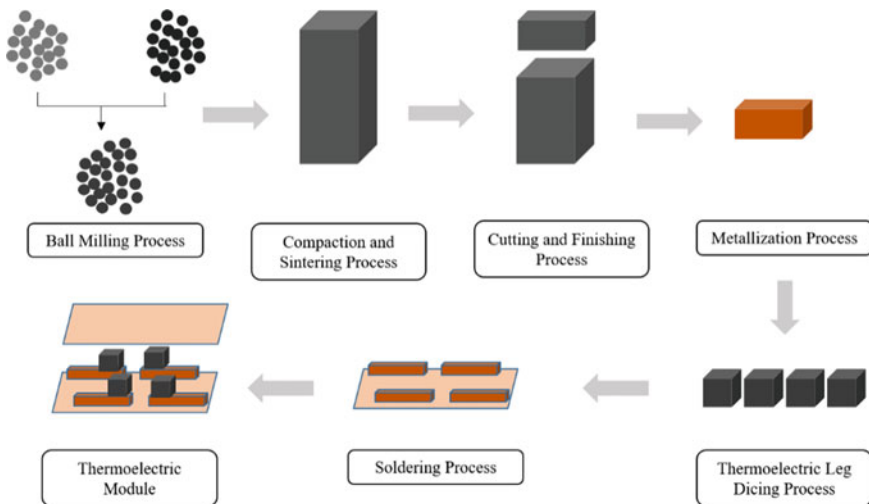 Ball Milling Process
Compaction and
Sintering Process
Cutting and Finishing
Process
Metallization Process
Thermoelectric
Module
Soldering Process
Thermoelectric Leg
Dicing Process